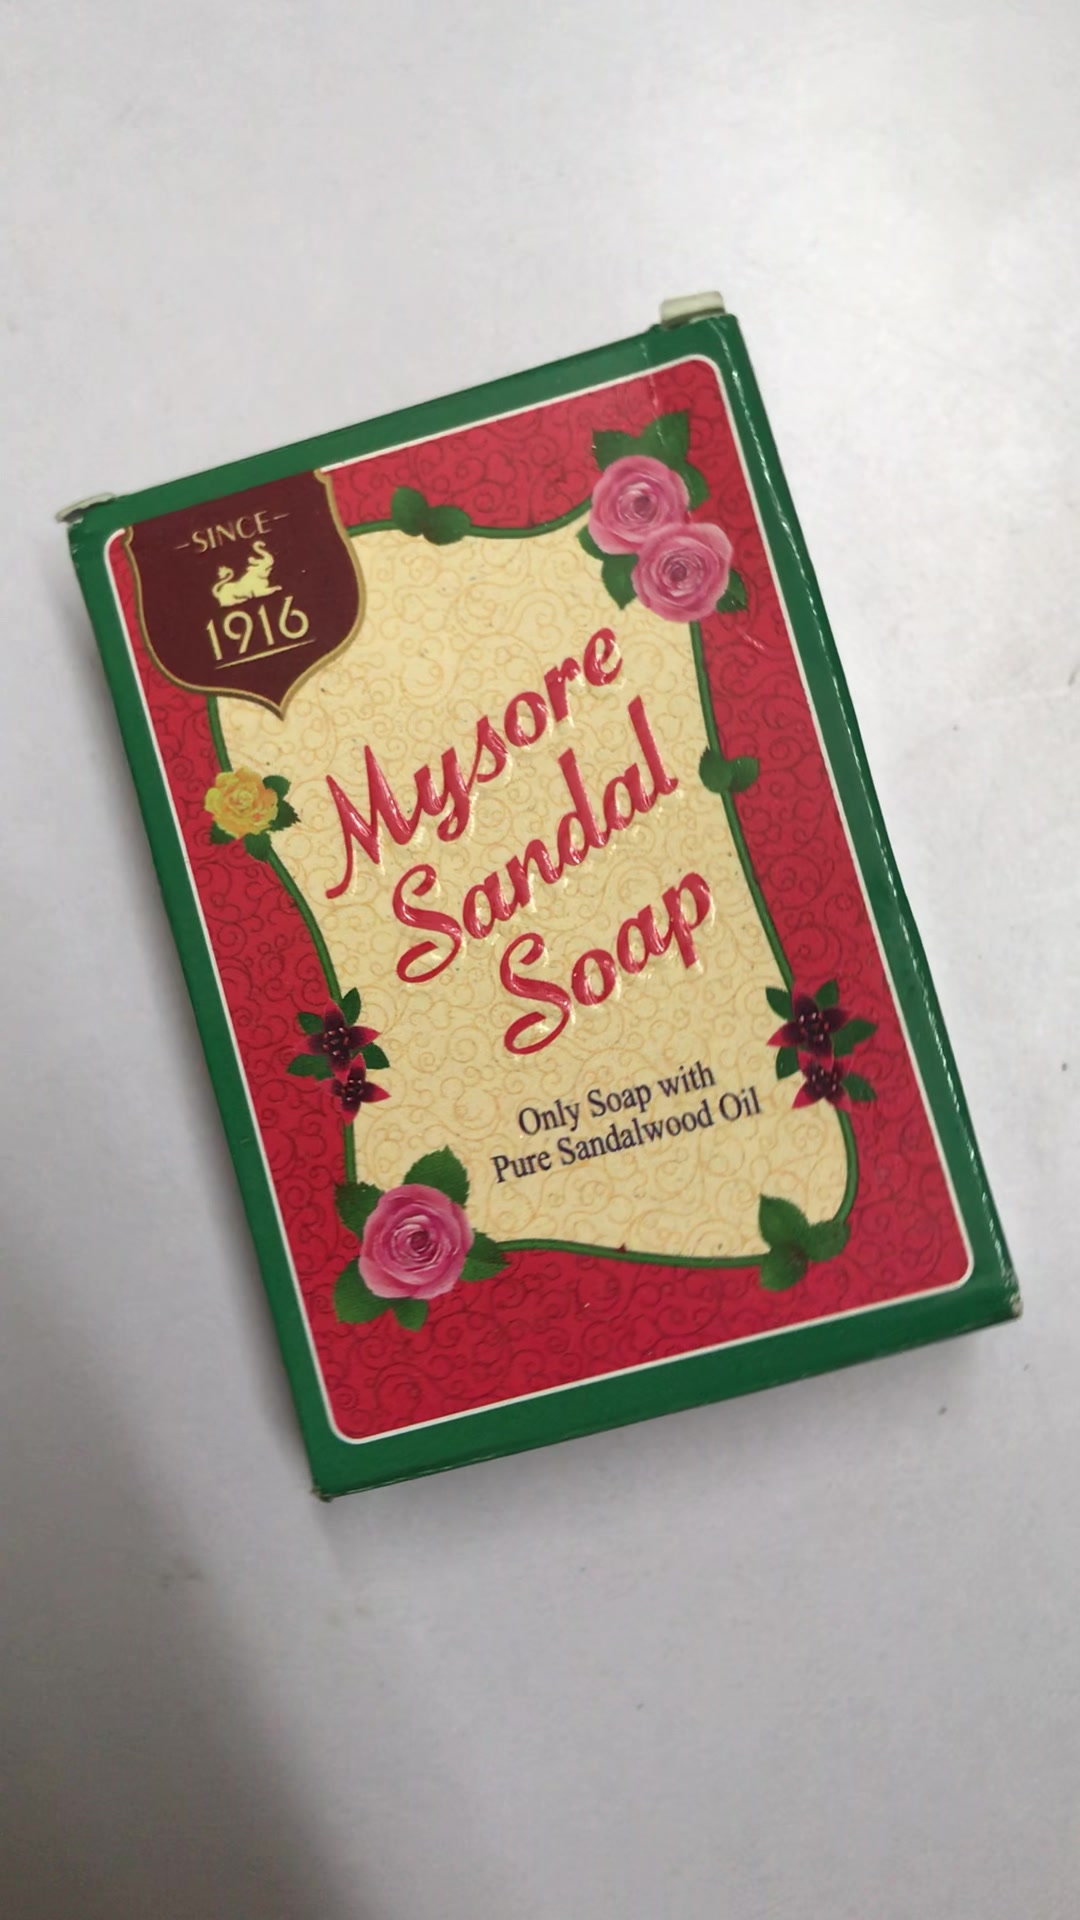 -SINCE-
1916
Mysore
Sandal
Soap
Only Soap with
Pure Sandalwood Oil